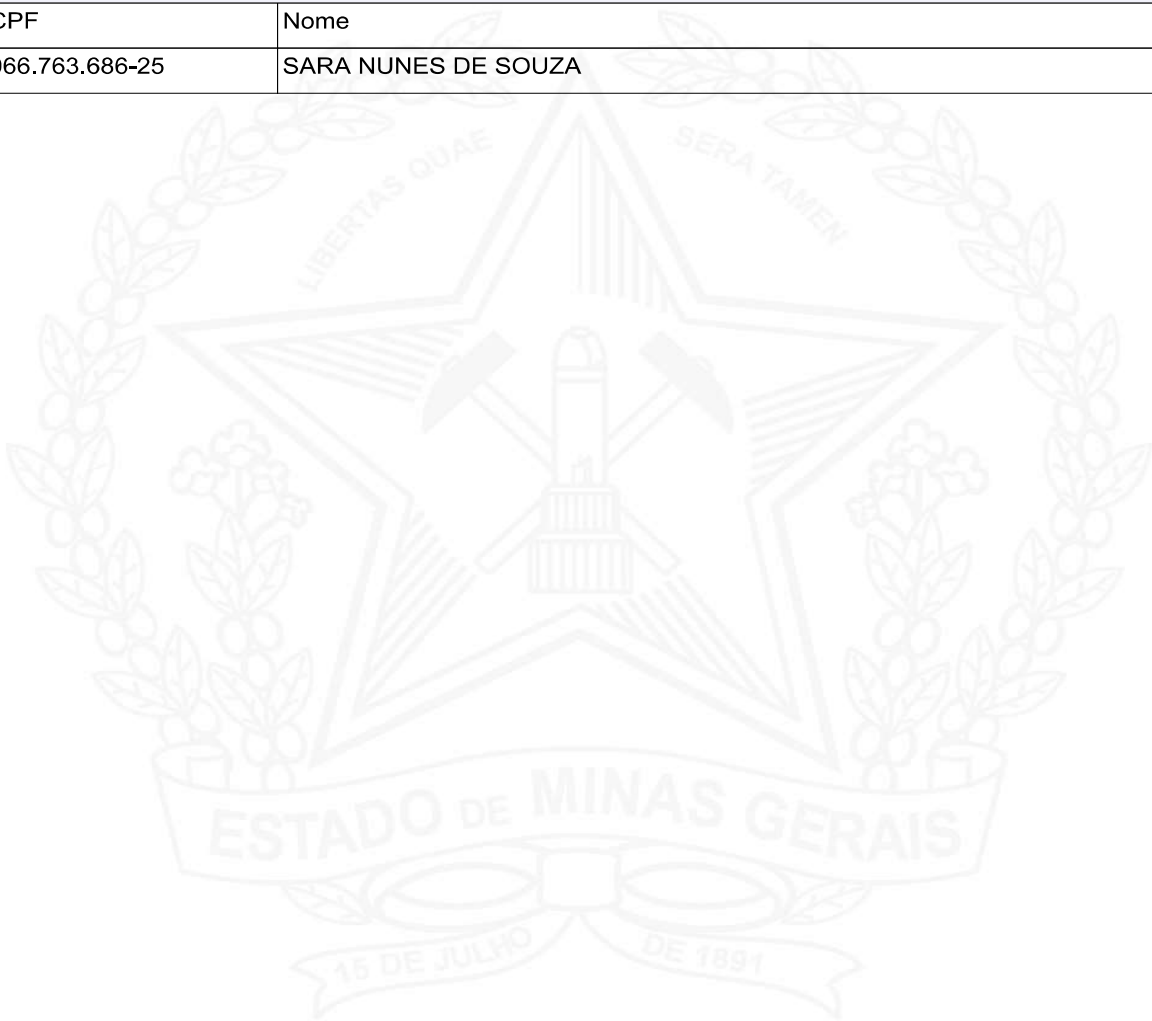 CPF Nome
066.763.686-25 SARA NUNES DE SOUZA
LIBERTAS QUAE SERA TAMEN
ESTADO DE MINAS GERAIS
15 DE JULHO DE 1891